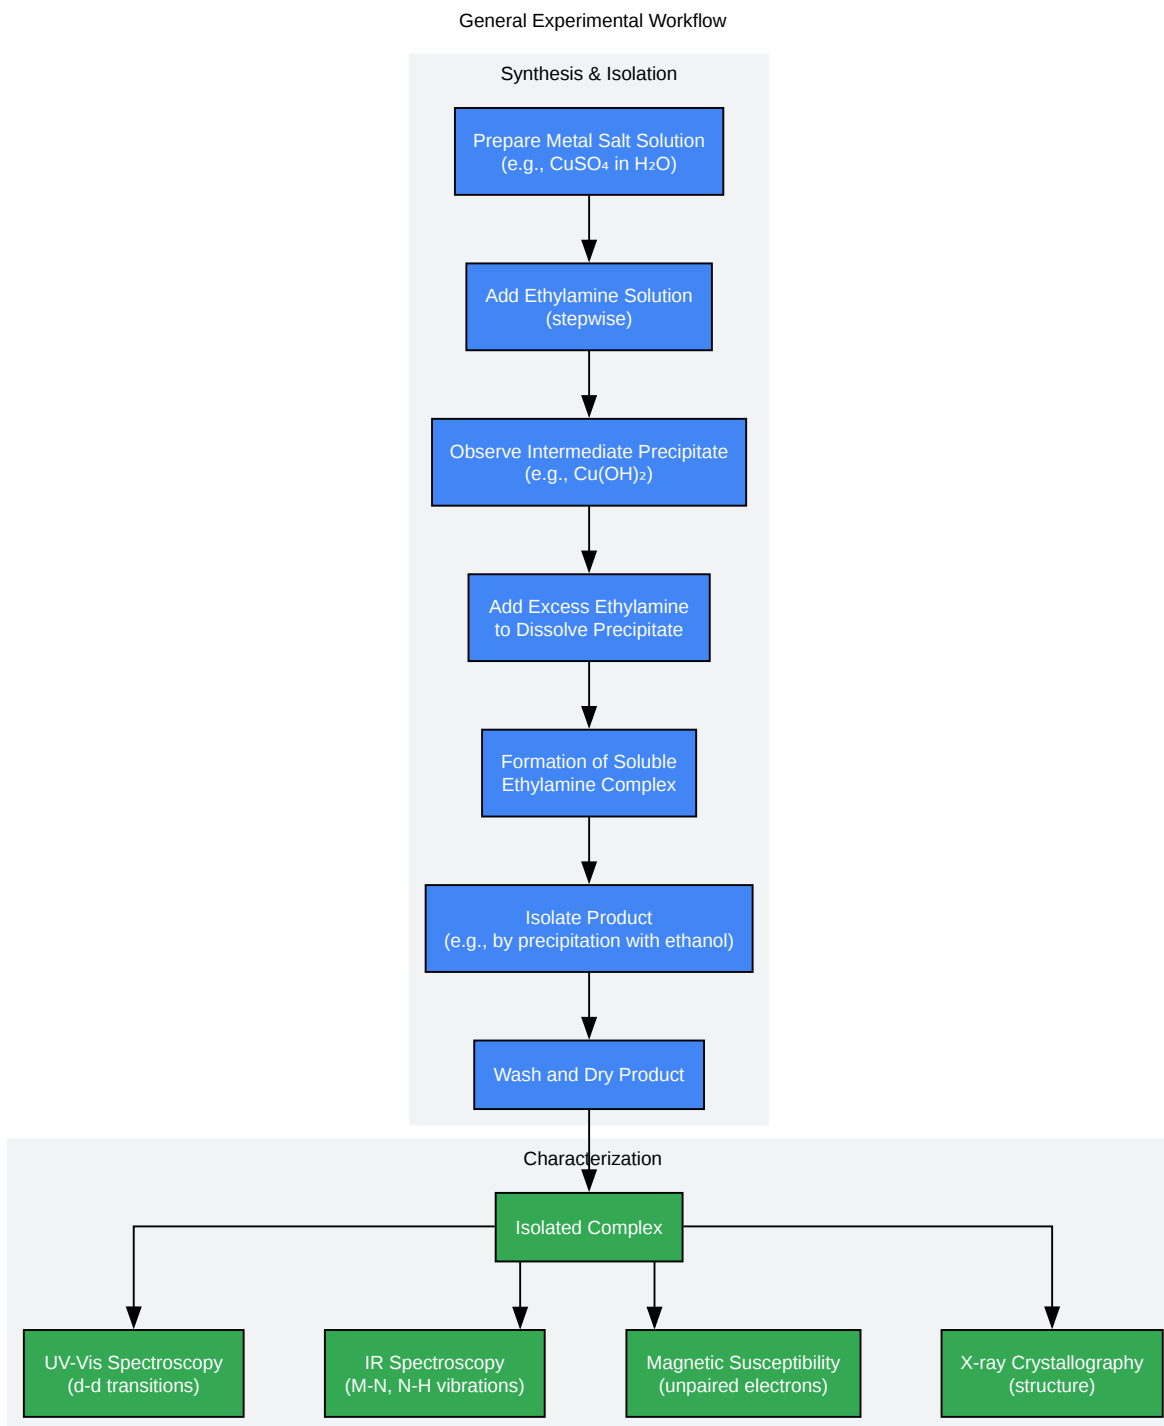 General Experimental Workflow
Synthesis & Isolation
Prepare Metal Salt Solution
(e.g., CuSO₄ in H₂O)
Add Ethylamine Solution
(stepwise)
Observe Intermediate Precipitate
(e.g., Cu(OH)₂)
Add Excess Ethylamine
to Dissolve Precipitate
Formation of Soluble
Ethylamine Complex
Isolate Product
(e.g., by precipitation with ethanol)
Wash and Dry Product
Characterization
Isolated Complex
UV-Vis Spectroscopy
(d-d transitions)
IR Spectroscopy
(M-N, N-H vibrations)
Magnetic Susceptibility
(unpaired electrons)
X-ray Crystallography
(structure)